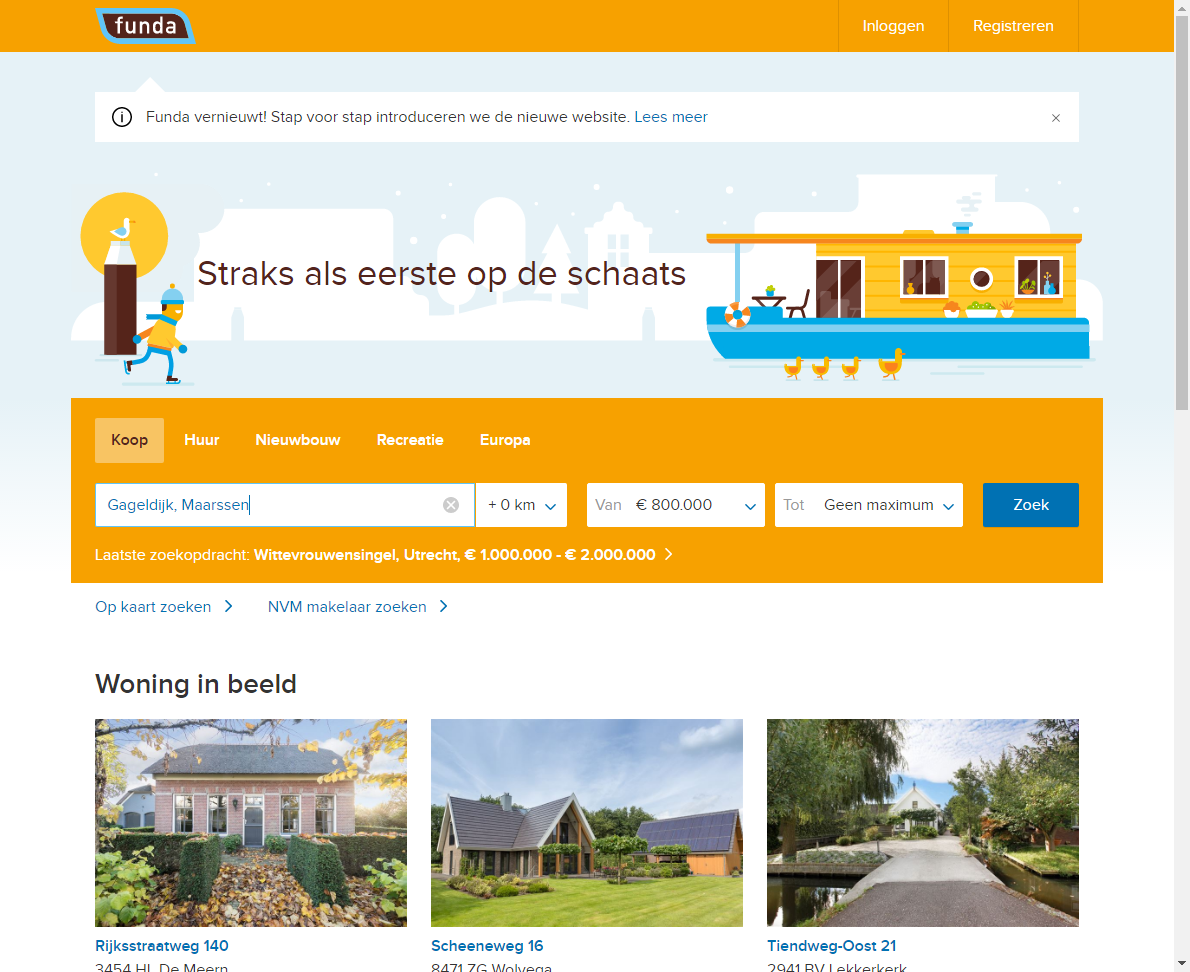 funda
Inloggen
Registreren
Funda vernieuwt! Stap voor stap introduceren we de nieuwe website. Lees meer
Straks als eerste op de schaats
Koop
Huur
Nieuwbouw
Recreatie
Europa
Gageldijk, Maarssen
+ 0 km
Van € 800.000
Tot Geen maximum
Zoek
Laatste zoekopdracht: Wittevrouwensingel, Utrecht, € 1.000.000 - € 2.000.000
Op kaart zoeken
NVM makelaar zoeken
Woning in beeld
Rijksstraatweg 140
Scheeneweg 16
Tiendweg-Oost 21
3454 HL De Meern
8471 ZG Wolvega
2941 BV Lekkerkerk